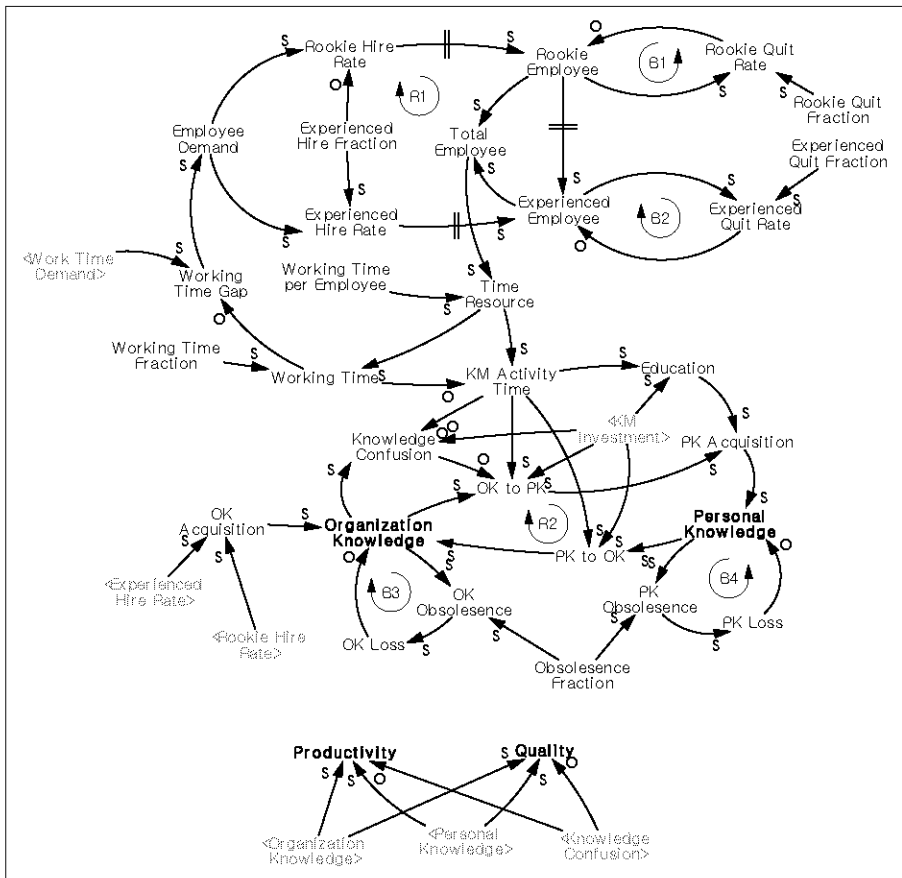 Rookie Hire
Rate
S
S
Rookie
Employee
O
B1
S
Rookie Quit
Rate
S
Rookie Quit
Fraction
O
R1
S
Employee
Demand
Experienced
Hire Fraction
Total
Employee
Experienced
Quit Fraction
S
S
S
S
S
Experienced
Hire Rate
S
S
Experienced
Employee
O
B2
S
S
Experienced
Quit Rate
<Work Time
Demand>
S
S
Working
Time Gap
O
Working Time
per Employee
S
S
Time
Resource
Working Time
Fraction
S
Working Time
S
S
KM Activity
Time
O
S
Education
S
S
<KM
Investment>
PK Acquisition
S
Knowledge
Confusion
O
O
S
O
S
S
OK to PK
S
S
R2
OK
Acquisition
S
S
S
Organization
Knowledge
O
S
S
PK to OK
S
S
Personal
Knowledge
S
O
<Experienced
Hire Rate>
<Rookie Hire
Rate>
B3
S
S
OK
Obsolesence
S
S
OK Loss
S
S
PK
Obsolesence
S
B4
S
PK Loss
Obsolesence
Fraction
Productivity
S
S
O
Quality
S
S
O
<Organization
Knowledge>
<Personal
Knowledge>
<Knowledge
Confusion>